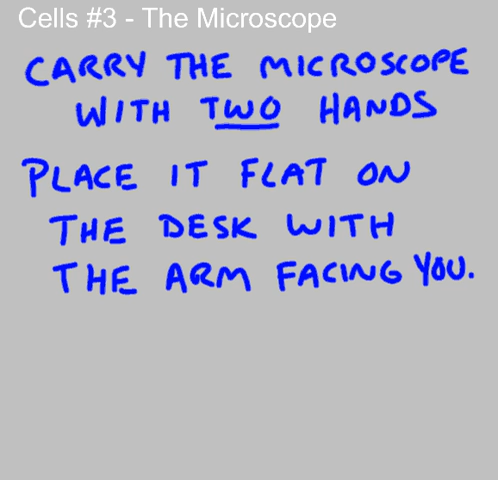 Cells #3 - The Microscope
CARRY THE MICROSCOPE
WITH TWO HANDS
PLACE IT FLAT ON
THE DESK WITH
THE ARM FACING YOU.